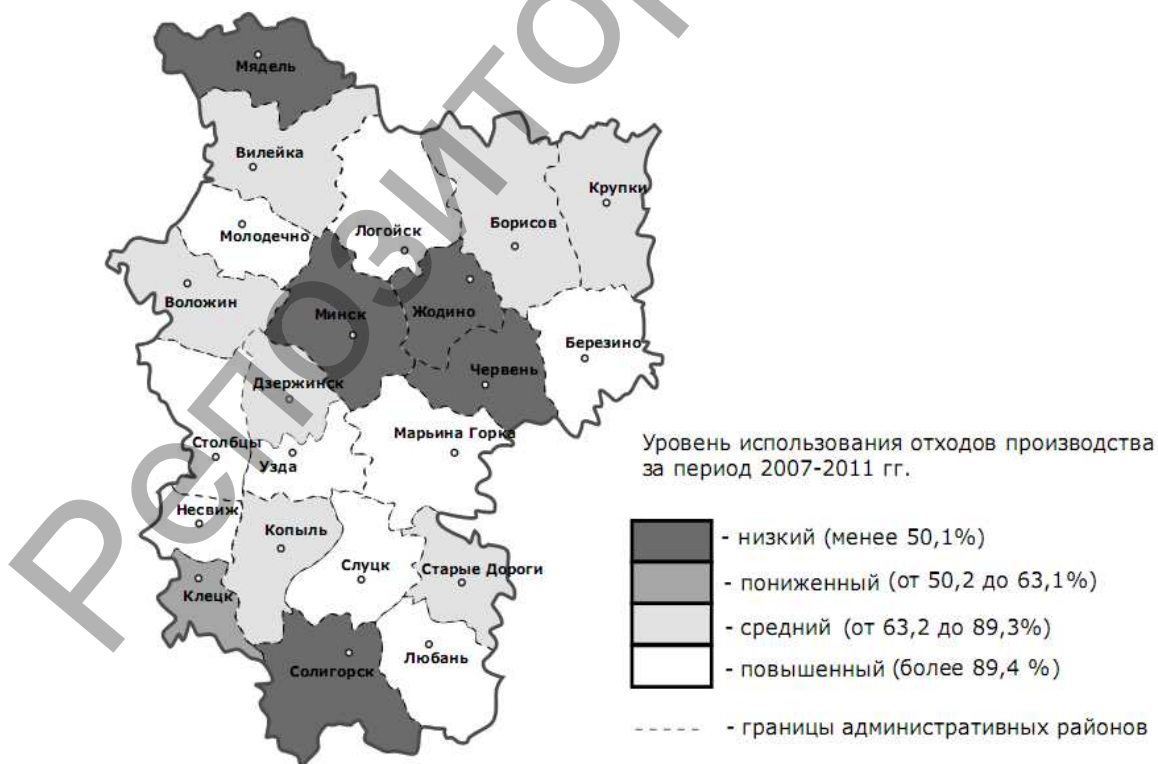 Мядель
Вилейка
Крупки
Борисов
Логойск
Молодечно
Воложин
Минск
Жодино
Березино
Червень
Дзержинск
Марьина Горка
Столбцы
Узда
Несвиж
Копыль
Слуцк
Старые Дороги
Клецк
Любань
Солигорск
Уровень использования отходов производства
за период 2007-2011 гг.
- низкий (менее 50,1%)
- пониженный (от 50,2 до 63,1%)
- средний (от 63,2 до 89,3%)
- повышенный (более 89,4 %)
- границы административных районов
Репозитор